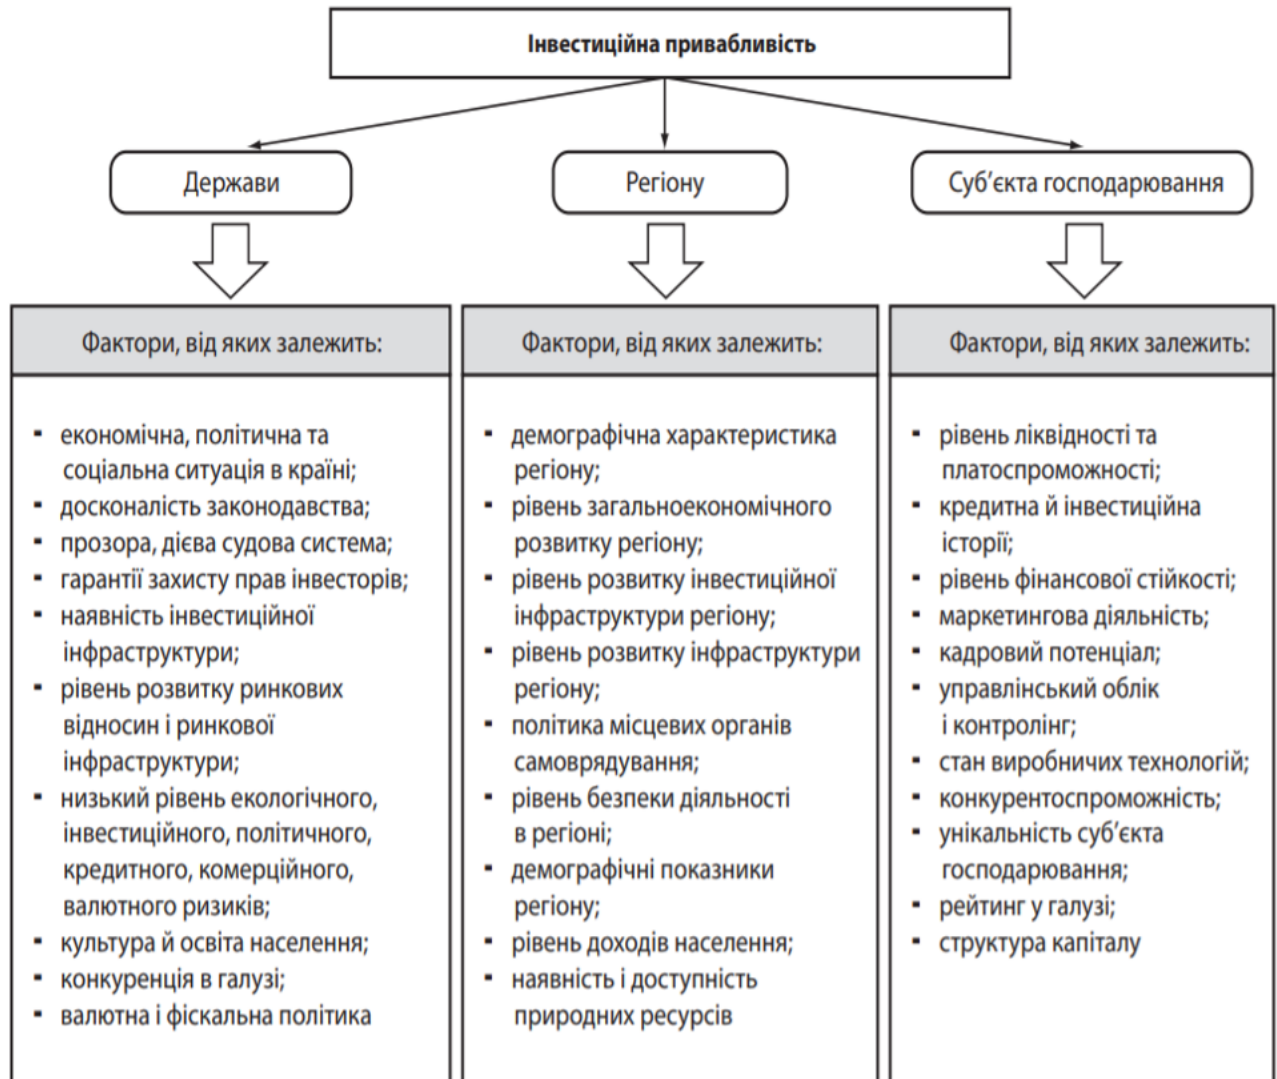 Інвестиційна привабливість
Держави
Регіону
Суб’єкта господарювання
Фактори, від яких залежить:
- економічна, політична та
соціальна ситуація в країні;
- досконалість законодавства;
- прозора, дієва судова система;
- гарантії захисту прав інвесторів;
- наявність інвестиційної
інфраструктури;
- рівень розвитку ринкових
відносин і ринкової
інфраструктури;
- низький рівень екологічного,
інвестиційного, політичного,
кредитного, комерційного,
валютного ризиків;
- культура й освіта населення;
- конкуренція в галузі;
- валютна і фіскальна політика
Фактори, від яких залежить:
- демографічна характеристика
регіону;
- рівень загальноекономічного
розвитку регіону;
- рівень розвитку інвестиційної
інфраструктури регіону;
- рівень розвитку інфраструктури
регіону;
- політика місцевих органів
самоврядування;
- рівень безпеки діяльності
в регіоні;
- демографічні показники
регіону;
- рівень доходів населення;
- наявність і доступність
природних ресурсів
Фактори, від яких залежить:
- рівень ліквідності та
платоспроможності;
- кредитна й інвестиційна
історії;
- рівень фінансової стійкості;
- маркетингова діяльність;
- кадровий потенціал;
- управлінський облік
і контролінг;
- стан виробничих технологій;
- конкурентоспроможність;
- унікальність суб’єкта
господарювання;
- рейтинг у галузі;
- структура капіталу